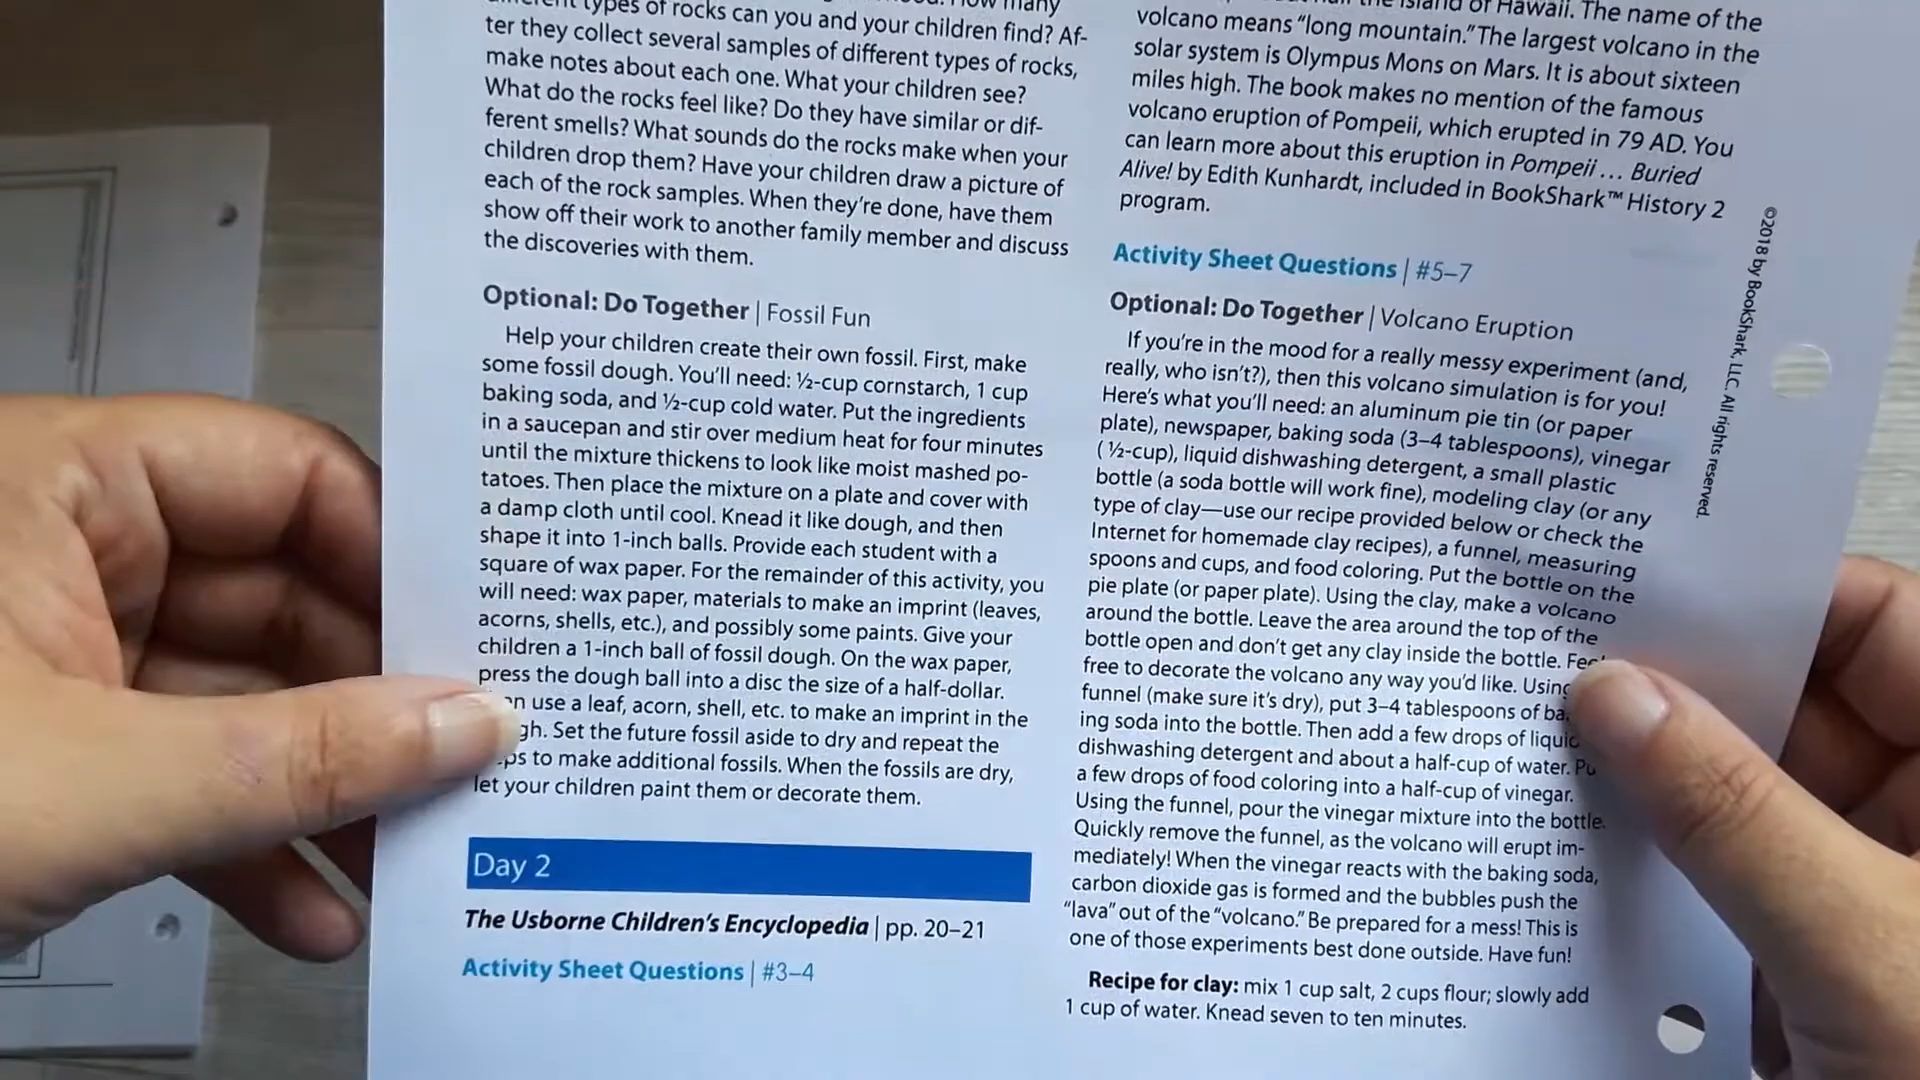 types of rocks can you and your children find? Af-
ter they collect several samples of different types of rocks,
make notes about each one. What your children see?
What do the rocks feel like? Do they have similar or dif-
ferent smells? What sounds do the rocks make when your
children drop them? Have your children draw a picture of
each of the rock samples. When they're done, have them
show off their work to another family member and discuss
the discoveries with them.
Optional: Do Together | Fossil Fun
Help your children create their own fossil. First, make
some fossil dough. You'll need: ½-cup cornstarch, 1 cup
baking soda, and ½-cup cold water. Put the ingredients
in a saucepan and stir over medium heat for four minutes
until the mixture thickens to look like moist mashed po-
tatoes. Then place the mixture on a plate and cover with
a damp cloth until cool. Knead it like dough, and then
shape it into 1-inch balls. Provide each student with a
square of wax paper. For the remainder of this activity, you
will need: wax paper, materials to make an imprint (leaves,
acorns, shells, etc.), and possibly some paints. Give your
children a 1-inch ball of fossil dough. On the wax paper,
press the dough ball into a disc the size of a half-dollar.
use a leaf, acorn, shell, etc. to make an imprint in the
Set the future fossil aside to dry and repeat the
to make additional fossils. When the fossils are dry,
let your children paint them or decorate them.
Day 2
The Usborne Children's Encyclopedia | pp. 20–21
Activity Sheet Questions | #3–4
the island of Hawaii. The name of the
volcano means "long mountain." The largest volcano in the
solar system is Olympus Mons on Mars. It is about sixteen
miles high. The book makes no mention of the famous
volcano eruption of Pompeii, which erupted in 79 AD. You
can learn more about this eruption in Pompeii … Buried
Alive! by Edith Kunhardt, included in BookShark™ History 2
program.
Activity Sheet Questions | #5–7
Optional: Do Together | Volcano Eruption
If you're in the mood for a really messy experiment (and,
really, who isn't?), then this volcano simulation is for you!
Here's what you'll need: an aluminum pie tin (or paper
plate), newspaper, baking soda (3–4 tablespoons), vinegar
(½-cup), liquid dishwashing detergent, a small plastic
bottle (a soda bottle will work fine), modeling clay (or any
type of clay—use our recipe provided below or check the
Internet for homemade clay recipes), a funnel, measuring
spoons and cups, and food coloring. Put the bottle on the
pie plate (or paper plate). Using the clay, make a volcano
around the bottle. Leave the area around the top of the
bottle open and don't get any clay inside the bottle.
free to decorate the volcano any way you'd like. Using
funnel (make sure it's dry), put 3–4 tablespoons of
ing soda into the bottle. Then add a few drops of liquid
dishwashing detergent and about a half-cup of water.
a few drops of food coloring into a half-cup of vinegar.
Using the funnel, pour the vinegar mixture into the bottle.
Quickly remove the funnel, as the volcano will erupt im-
mediately! When the vinegar reacts with the baking soda,
carbon dioxide gas is formed and the bubbles push the
"lava" out of the "volcano." Be prepared for a mess! This is
one of those experiments best done outside. Have fun!
Recipe for clay: mix 1 cup salt, 2 cups flour; slowly add
1 cup of water. Knead seven to ten minutes.
©2018 by BookShark, LLC. All rights reserved.